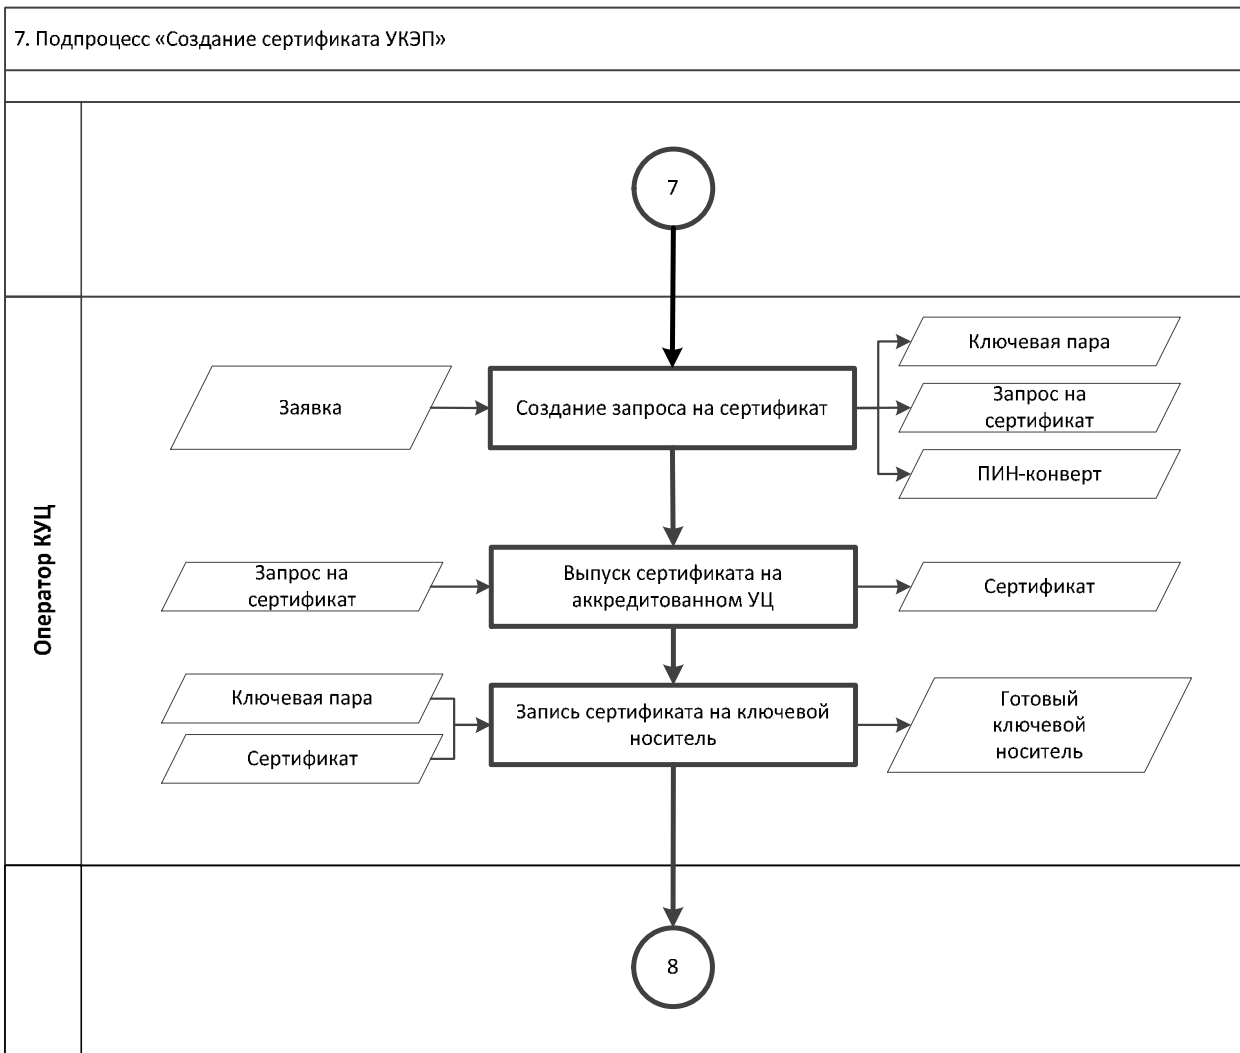 7. Подпроцесс «Создание сертификата УКЭП»
7
Оператор КУЦ
Заявка
Создание запроса на сертификат
Ключевая пара
Запрос на
сертификат
ПИН-конверт
Запрос на
сертификат
Выпуск сертификата на
аккредитованном УЦ
Сертификат
Ключевая пара
Сертификат
Запись сертификата на ключевой
носитель
Готовый
ключевой
носитель
8